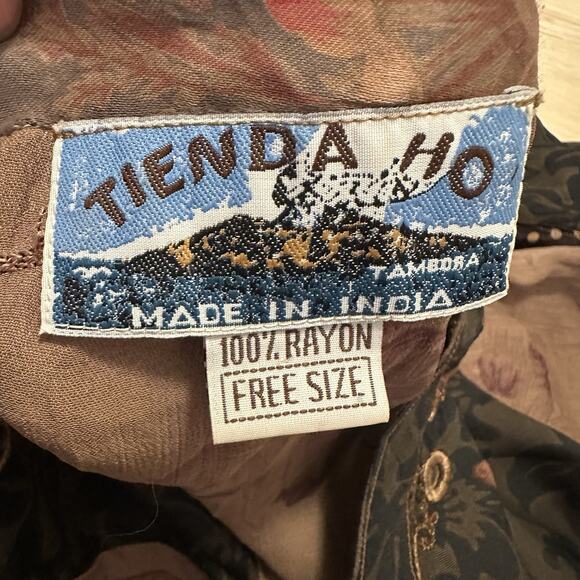 TIENDA HO
TAMBORA
MADE IN INDIA
100% RAYON
FREE SIZE